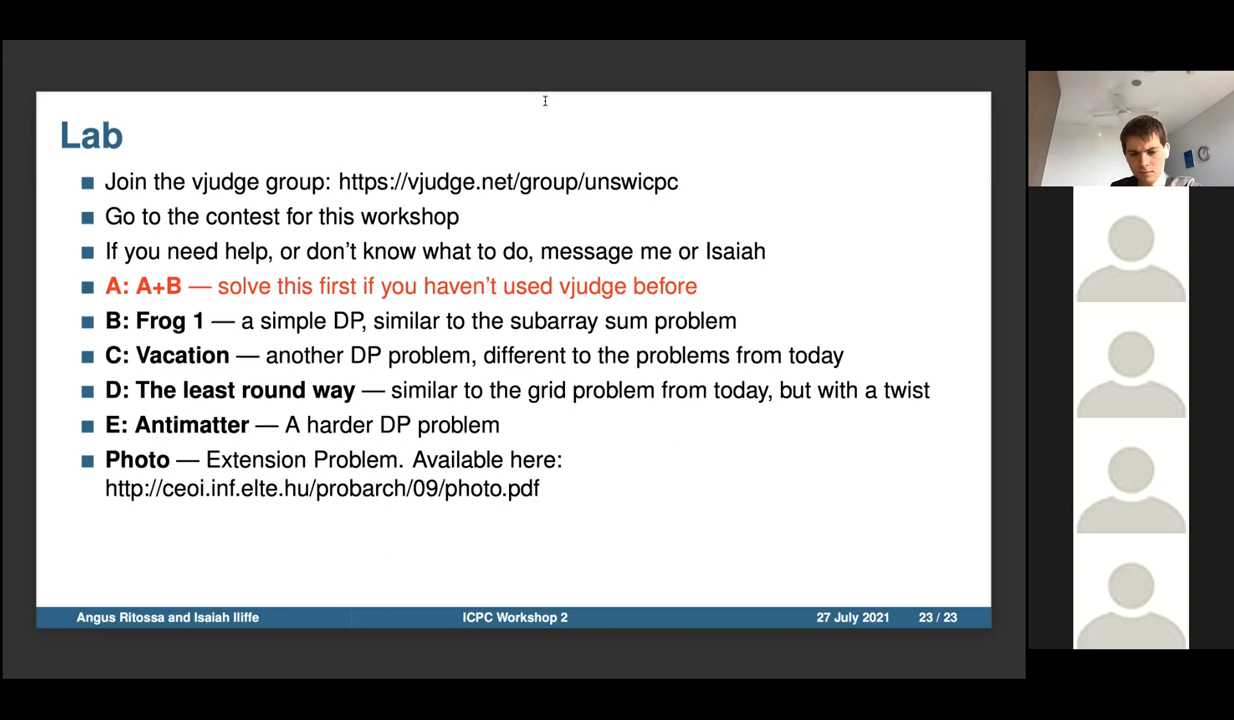 Lab
Join the vjudge group: https://vjudge.net/group/unswicpc
Go to the contest for this workshop
If you need help, or don't know what to do, message me or Isaiah
A: A+B — solve this first if you haven't used vjudge before
B: Frog 1 — a simple DP, similar to the subarray sum problem
C: Vacation — another DP problem, different to the problems from today
D: The least round way — similar to the grid problem from today, but with a twist
E: Antimatter — A harder DP problem
Photo — Extension Problem. Available here:
http://ceoi.inf.elte.hu/probarch/09/photo.pdf
Angus Ritossa and Isaiah Iliffe ICPC Workshop 2 27 July 2021 23 / 23